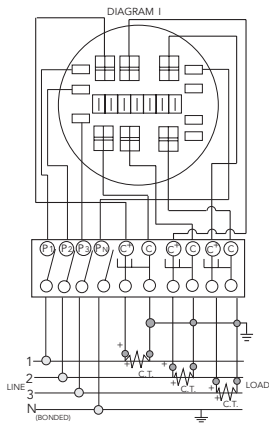 DIAGRAM I
P1 P2 P3 PN C+ C C+ C C+ C
1
+ + C.T.
2
LINE + + C.T. LOAD
3
+ + C.T.
N
(BONDED)